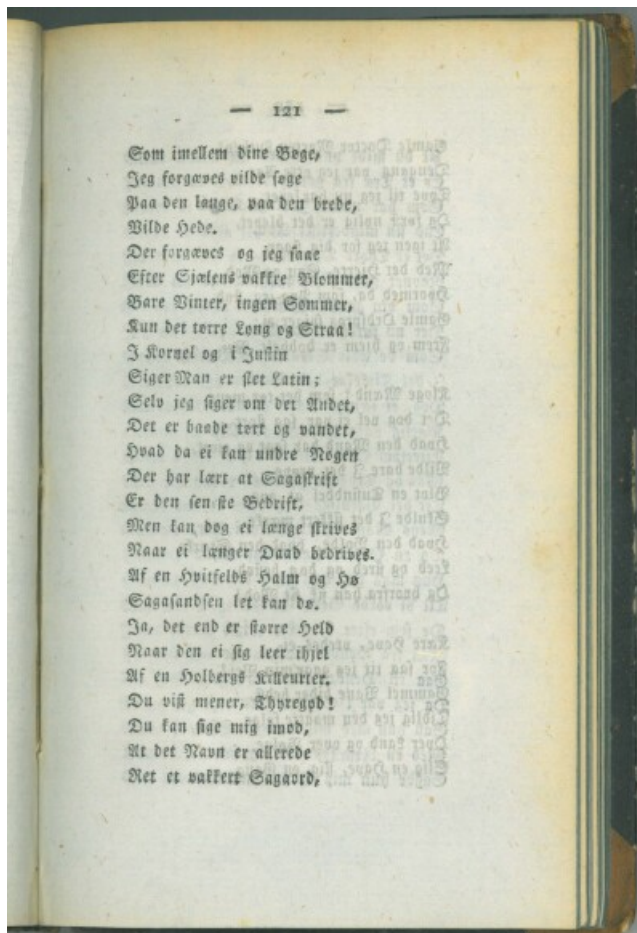 — 121 —
Som imellem dine Bøge,
Jeg forgæves vilde søge
Paa den lange, paa den brede,
Vilde Hede.
Der forgæves og jeg saae
Efter Sjælens vakkre Blommer,
Bare Vinter, ingen Sommer,
Kun det tørre Long og Straa!
I Kornel og i Justin
Siger Man er slet Latin;
Selv jeg siger om det Andet,
Det er baade tørt og vandet,
Hvad da ei kan undre Nogen
Der har lært at Sagaskrift
Er den senste Bedrift,
Men kan dog ei længe skrives
Naar ei længer Daad bedrives.
Af en Hvitfelds Halm og Hø
Sagasandsen let kan døe.
Ja, det end er større Held
Naar den ei sig leer ihjel
Af en Holbergs Killeurter.
Du vist mener, Thyregod!
Du kan sige mig imod,
At det Navn er allerede
Ret et vakkert Sagaord,